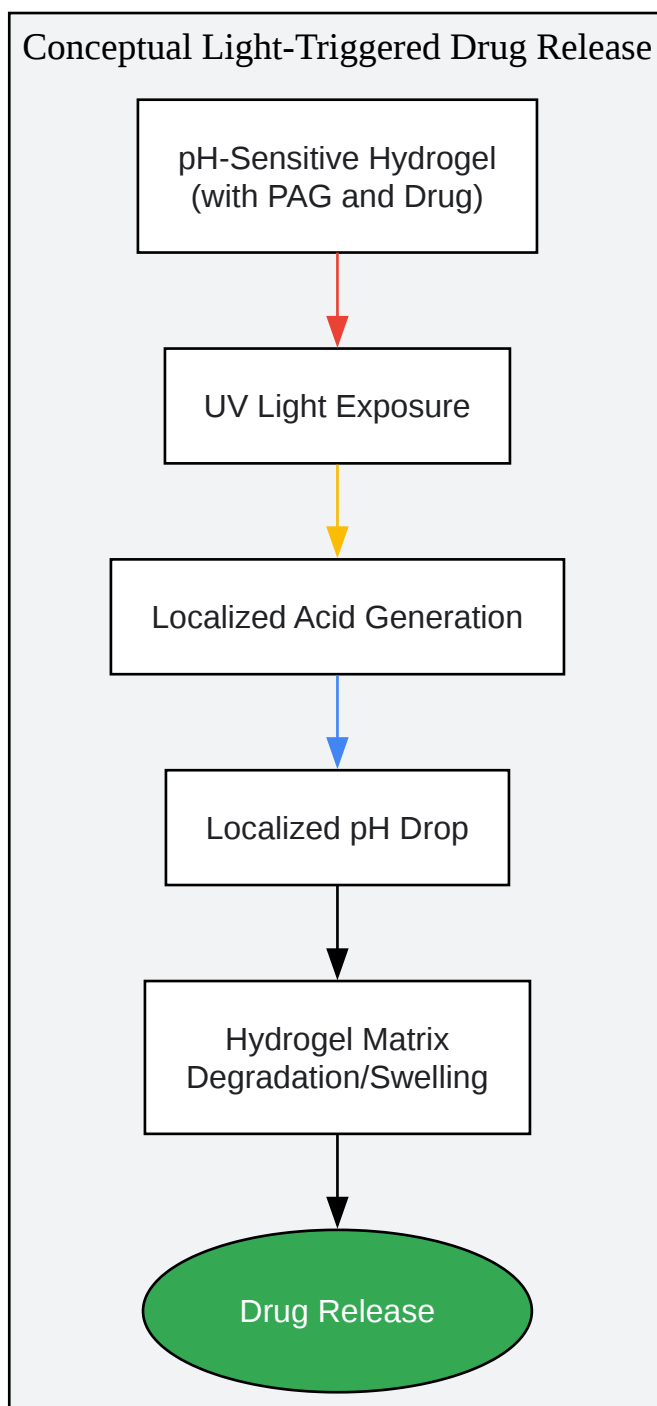 Conceptual Light-Triggered Drug Release
pH-Sensitive Hydrogel
(with PAG and Drug)
UV Light Exposure
Localized Acid Generation
Localized pH Drop
Hydrogel Matrix
Degradation/Swelling
Drug Release